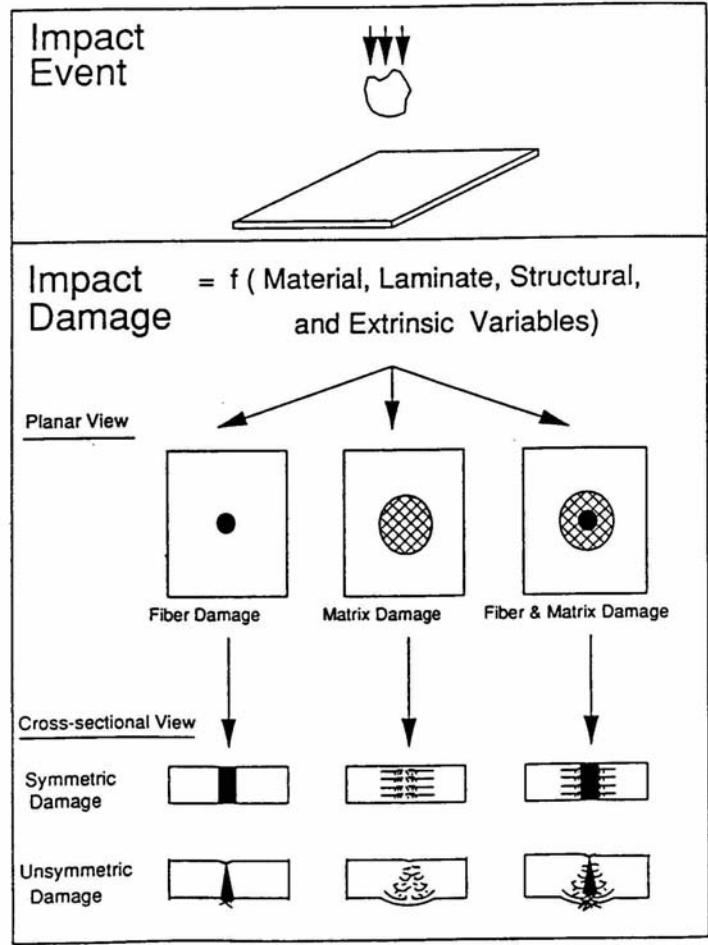 Impact
Event
Impact
Damage
= f ( Material, Laminate, Structural,
and Extrinsic Variables)
Planar View
Fiber Damage
Matrix Damage
Fiber & Matrix Damage
Cross-sectional View
Symmetric
Damage
Unsymmetric
Damage